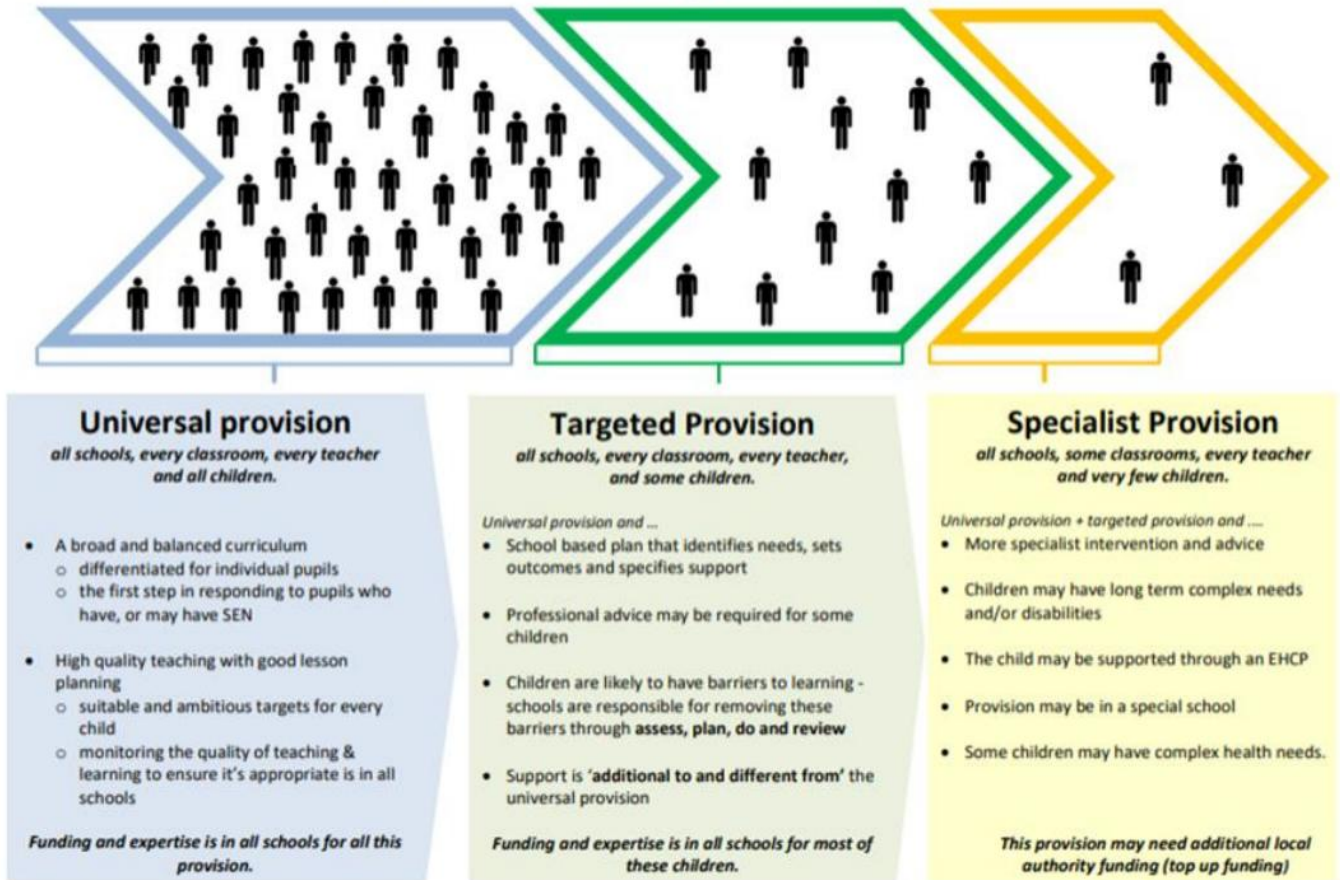 Universal provision
all schools, every classroom, every teacher
and all children.
• A broad and balanced curriculum
o differentiated for individual pupils
o the first step in responding to pupils who
have, or may have SEN
• High quality teaching with good lesson
planning
o suitable and ambitious targets for every
child
o monitoring the quality of teaching &
learning to ensure it's appropriate is in all
schools
Funding and expertise is in all schools for all this
provision.
Targeted Provision
all schools, every classroom, every teacher,
and some children.
Universal provision and ...
• School based plan that identifies needs, sets
outcomes and specifies support
• Professional advice may be required for some
children
• Children are likely to have barriers to learning -
schools are responsible for removing these
barriers through assess, plan, do and review
• Support is 'additional to and different from' the
universal provision
Funding and expertise is in all schools for most of
these children.
Specialist Provision
all schools, some classrooms, every teacher
and very few children.
Universal provision + targeted provision and ....
• More specialist intervention and advice
• Children may have long term complex needs
and/or disabilities
• The child may be supported through an EHCP
• Provision may be in a special school
• Some children may have complex health needs.
This provision may need additional local
authority funding (top up funding)